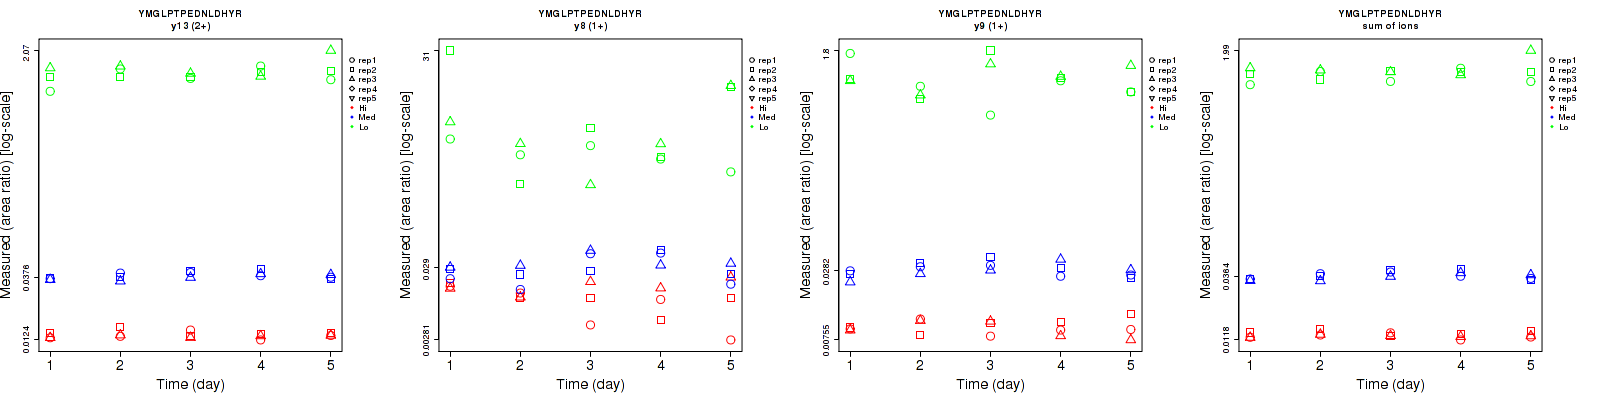 YMGLPTPEDNLDHYR
y13 (2+)
Measured (area ratio) [log-scale]
2.07
0.0376
0.0124
1 2 3 4 5
Time (day)
rep1
rep2
rep3
rep4
rep5
Hi
Med
Lo
YMGLPTPEDNLDHYR
y8 (1+)
Measured (area ratio) [log-scale]
31
0.029
0.00281
1 2 3 4 5
Time (day)
rep1
rep2
rep3
rep4
rep5
Hi
Med
Lo
YMGLPTPEDNLDHYR
y9 (1+)
Measured (area ratio) [log-scale]
1.8
0.0282
0.00755
1 2 3 4 5
Time (day)
rep1
rep2
rep3
rep4
rep5
Hi
Med
Lo
YMGLPTPEDNLDHYR
sum of ions
Measured (area ratio) [log-scale]
1.99
0.0364
0.0118
1 2 3 4 5
Time (day)
rep1
rep2
rep3
rep4
rep5
Hi
Med
Lo